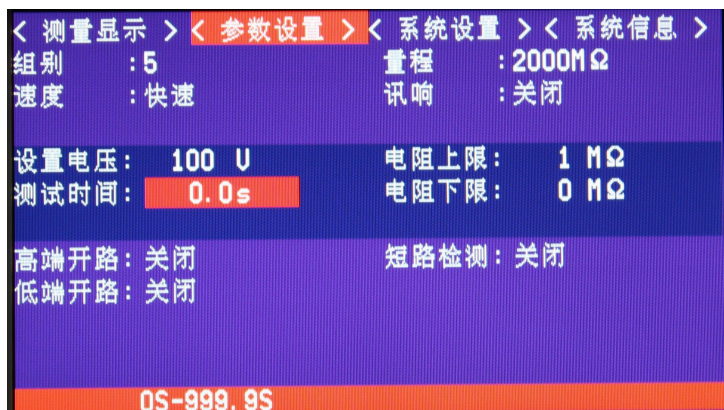 < 测量显示 > < 参数设置 > < 系统设置 > < 系统信息 >
组别 :5 量程 :2000MΩ
速度 :快速 讯响 :关闭
设置电压: 100 V 电阻上限: 1 MΩ
测试时间: 0.0s 电阻下限: 0 MΩ
高端开路:关闭 短路检测:关闭
低端开路:关闭
0S-999.9S